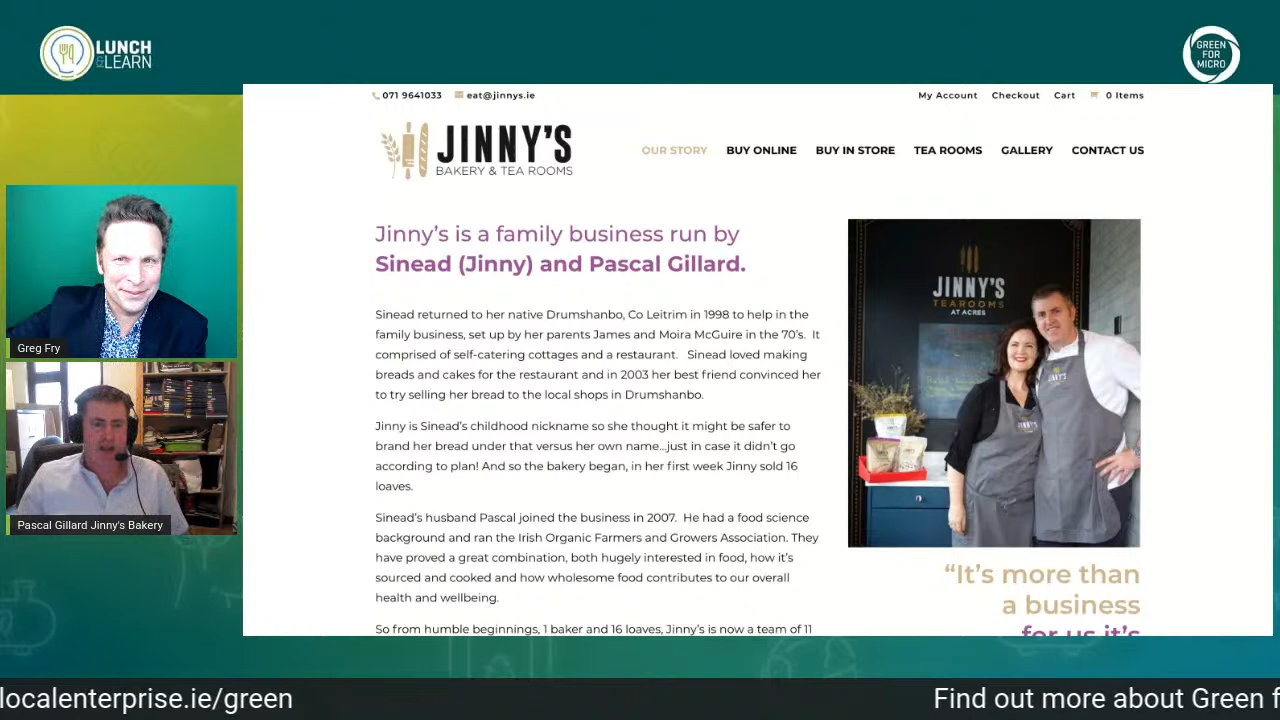 LUNCH
&LEARN
GREEN
FOR
MICRO
071 9641033 eat@jinnys.ie My Account Checkout Cart 0 Items
JINNY'S
BAKERY & TEA ROOMS
OUR STORY BUY ONLINE BUY IN STORE TEA ROOMS GALLERY CONTACT US
Jinny's is a family business run by
Sinead (Jinny) and Pascal Gillard.
Sinead returned to her native Drumshanbo, Co Leitrim in 1998 to help in the
family business, set up by her parents James and Moira McGuire in the 70's. It
comprised of self-catering cottages and a restaurant. Sinead loved making
breads and cakes for the restaurant and in 2003 her best friend convinced her
to try selling her bread to the local shops in Drumshanbo.
Jinny is Sinead's childhood nickname so she thought it might be safer to
brand her bread under that versus her own name…just in case it didn't go
according to plan! And so the bakery began, in her first week Jinny sold 16
loaves.
Sinead's husband Pascal joined the business in 2007. He had a food science
background and ran the Irish Organic Farmers and Growers Association. They
have proved a great combination, both hugely interested in food, how it's
sourced and cooked and how wholesome food contributes to our overall
health and wellbeing.
So from humble beginnings, 1 baker and 16 loaves, Jinny's is now a team of 11
JINNY'S
TEAROOMS
AT ACRES
"It's more than
a business
for us it's
Greg Fry
Pascal Gillard Jinny's Bakery
localenterprise.ie/green Find out more about Green f